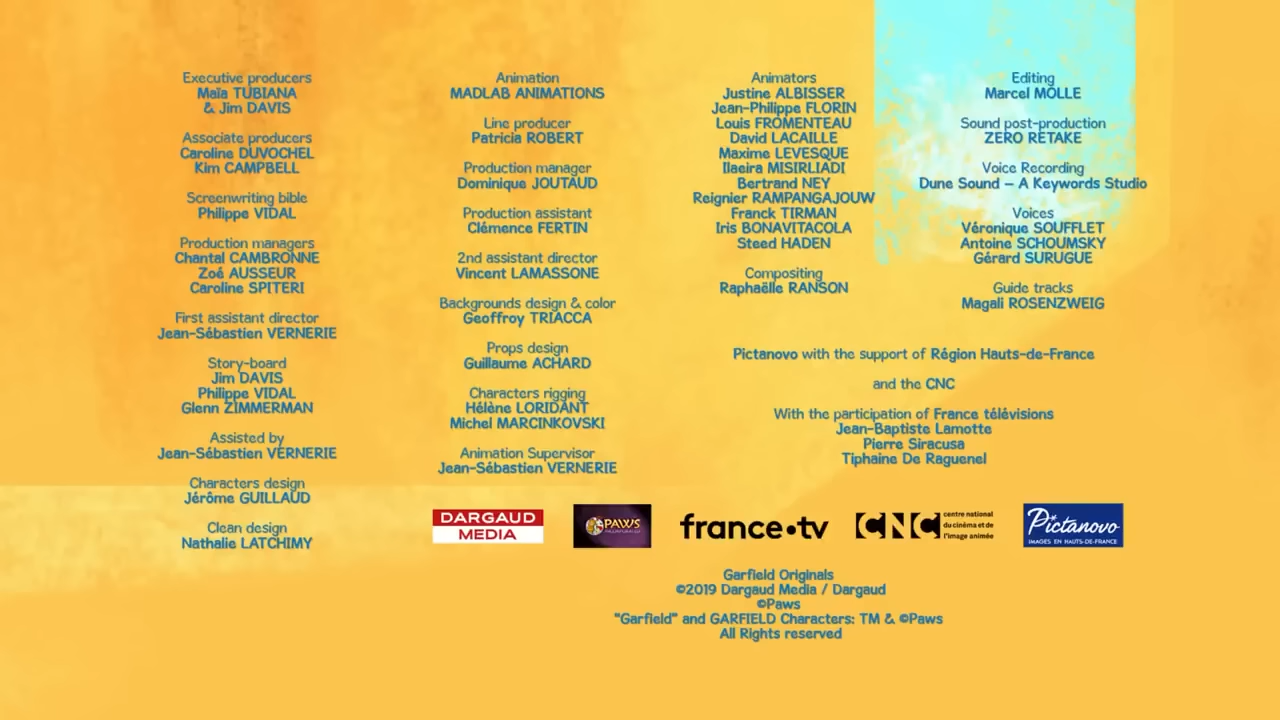 Executive producers
Maïa TUBIANA
& Jim DAVIS
Associate producers
Caroline DUVOCHEL
Kim CAMPBELL
Screenwriting bible
Philippe VIDAL
Production managers
Chantal CAMBRONNE
Zoé AUSSEUR
Caroline SPITERI
First assistant director
Jean-Sébastien VERNERIE
Story-board
Jim DAVIS
Philippe VIDAL
Glenn ZIMMERMAN
Assisted by
Jean-Sébastien VERNERIE
Characters design
Jérôme GUILLAUD
Clean design
Nathalie LATCHIMY
Animation
MADLAB ANIMATIONS
Line producer
Patricia ROBERT
Production manager
Dominique JOUTAUD
Production assistant
Clémence FERTIN
2nd assistant director
Vincent LAMASSONE
Backgrounds design & color
Geoffroy TRIACCA
Props design
Guillaume ACHARD
Characters rigging
Hélène LORIDANT
Michel MARCINKOVSKI
Animation Supervisor
Jean-Sébastien VERNERIE
Animators
Justine ALBISSER
Jean-Philippe FLORIN
Louis FROMENTEAU
David LACAILLE
Maxime LEVESQUE
Ilaeira MISIRLIADI
Bertrand NEY
Reignier RAMPANGAJOUW
Franck TIRMAN
Iris BONAVITACOLA
Steed HADEN
Compositing
Raphaëlle RANSON
Editing
Marcel MOLLE
Sound post-production
ZERO RETAKE
Voice Recording
Dune Sound – A Keywords Studio
Voices
Véronique SOUFFLET
Antoine SCHOUMSKY
Gérard SURUGUE
Guide tracks
Magali ROSENZWEIG
Pictanovo with the support of Région Hauts-de-France
and the CNC
With the participation of France télévisions
Jean-Baptiste Lamotte
Pierre Siracusa
Tiphaine De Raguenel
DARGAUD
MEDIA
PAWS
france•tv
CNC
centre national
du cinéma et de
l'image animée
Pictanovo
IMAGES EN HAUTS-DE-FRANCE
Garfield Originals
©2019 Dargaud Media / Dargaud
©Paws
"Garfield" and GARFIELD Characters: TM & ©Paws
All Rights reserved